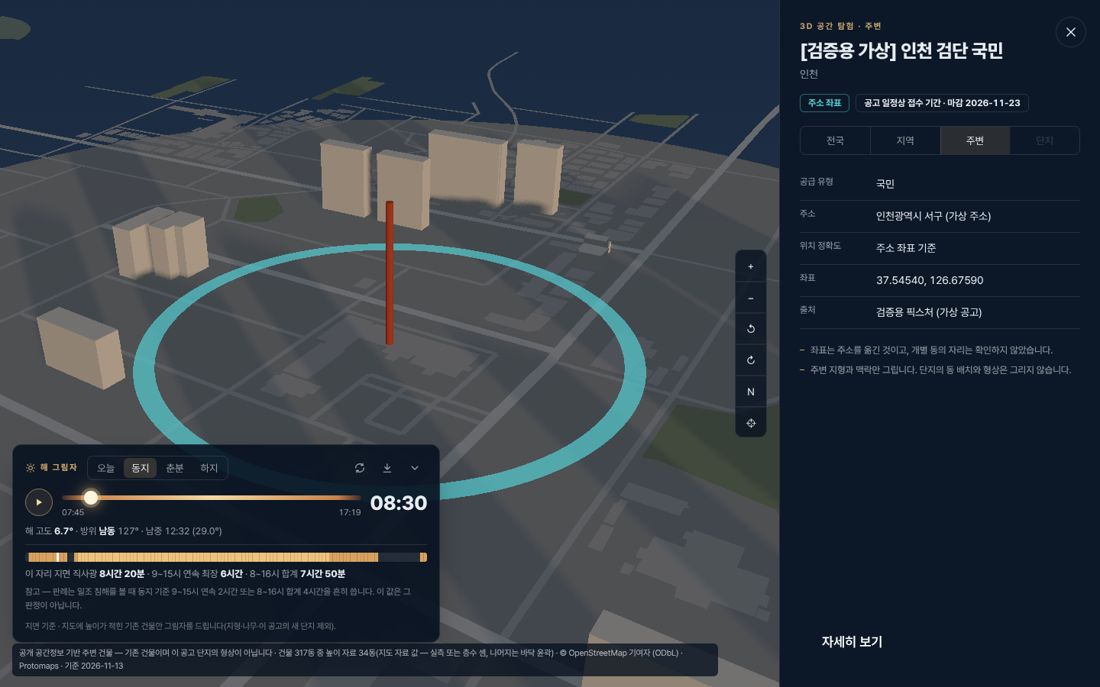 3D 공간 탐험 · 주변
[검증용 가상] 인천 검단 국민
인천
주소 좌표
공고 일정상 접수 기간 · 마감 2026-11-23
전국 지역 주변 단지
공급 유형 국민
주소 인천광역시 서구 (가상 주소)
위치 정확도 주소 좌표 기준
좌표 37.54540, 126.67590
출처 검증용 픽스처 (가상 공고)
– 좌표는 주소를 옮긴 것이고, 개별 동의 자리는 확인하지 않았습니다.
– 주변 지형과 맥락만 그립니다. 단지의 동 배치와 형상은 그리지 않습니다.
자세히 보기
+
−
N
해 그림자 오늘 동지 춘분 하지
07:45 17:19 08:30
해 고도 6.7° · 방위 남동 127° · 남중 12:32 (29.0°)
이 자리 지면 직사광 8시간 20분 · 9~15시 연속 최장 6시간 · 8~16시 합계 7시간 50분
참고 — 판례는 일조 침해를 볼 때 동지 기준 9~15시 연속 2시간 또는 8~16시 합계 4시간을 흔히 씁니다. 이 값은 그
판정이 아닙니다.
지면 기준 · 지도에 높이가 적힌 기존 건물만 그림자를 드립니다(지형·나무·이 공고의 새 단지 제외).
공개 공간정보 기반 주변 건물 — 기존 건물이며 이 공고 단지의 형상이 아닙니다 · 건물 317동 중 높이 자료 34동(지도 자료 값 — 실측 또는 층수 셈, 나머지는 바닥 윤곽) · © OpenStreetMap 기여자 (ODbL) ·
Protomaps · 기준 2026-11-13